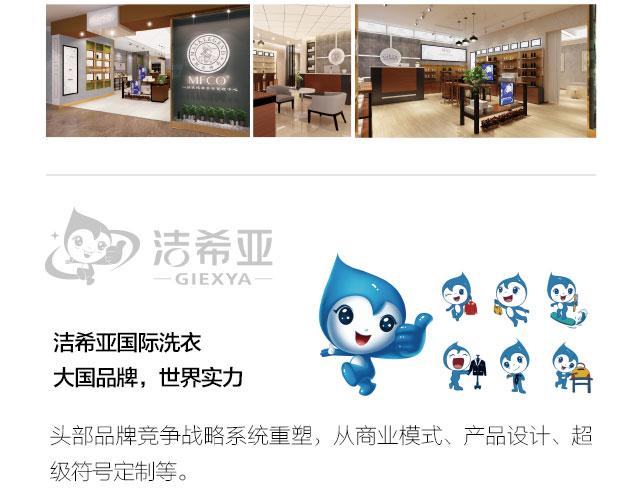 MFCO
洁希亚
GIEXYA
洁希亚国际洗衣
大国品牌，世界实力
头部品牌竞争战略系统重塑，从商业模式、产品设计、超
级符号定制等。